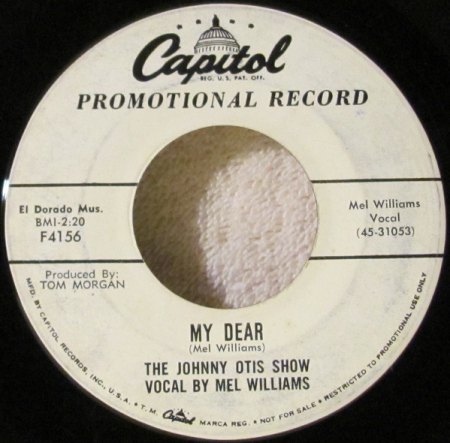 Capitol
REG. U.S. PAT. OFF.
PROMOTIONAL RECORD
El Dorado Mus.
BMI-2:20
F4156
Mel Williams
Vocal
(45-31053)
Produced By:
TOM MORGAN
MY DEAR
(Mel Williams)
THE JOHNNY OTIS SHOW
VOCAL BY MEL WILLIAMS
MFD. BY CAPITOL RECORDS, INC., U.S.A. • T.M. Capitol MARCA REG. • NOT FOR SALE • RESTRICTED TO PROMOTIONAL USE ONLY